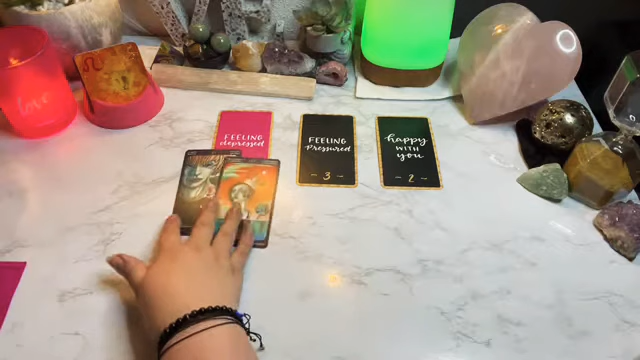 love
FEELING
depressed
FEELING
Pressured
- 3 -
happy
WITH
you
- 2 -